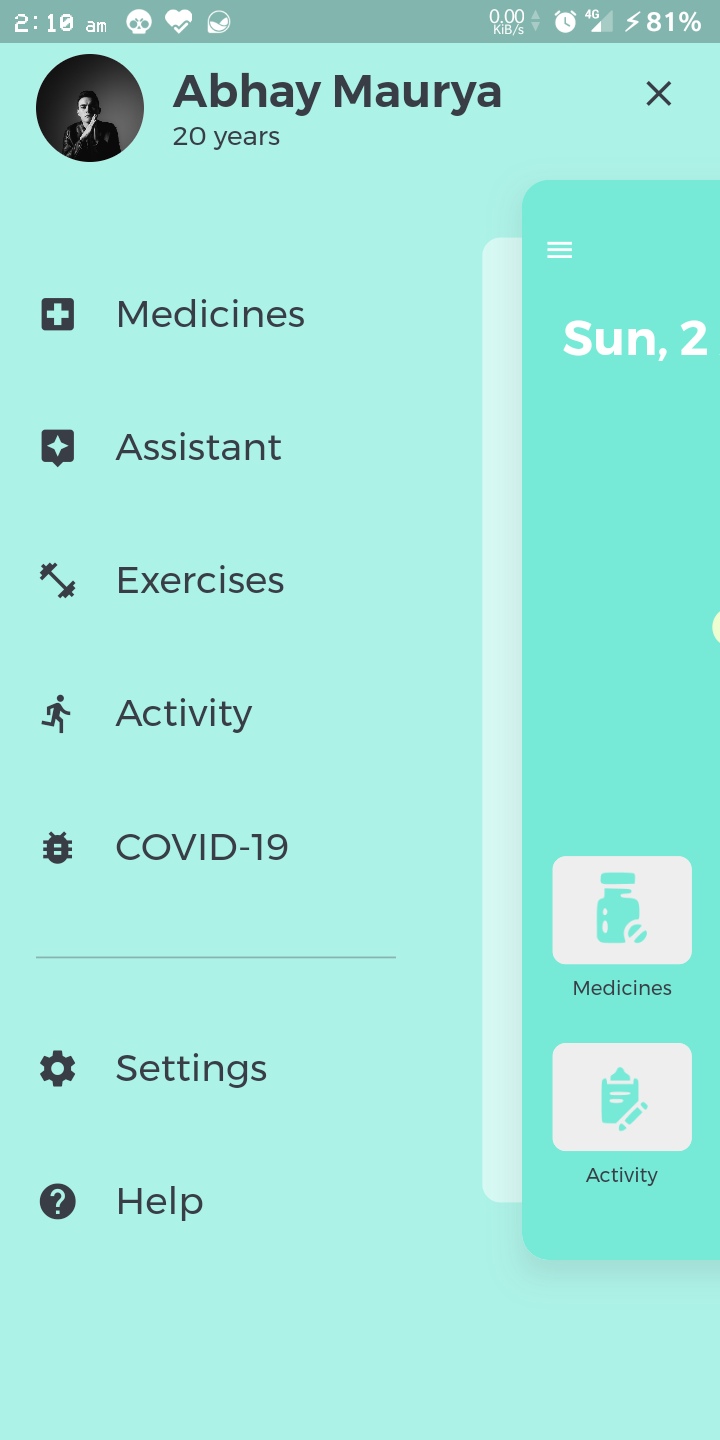 2:10 am
0.00
KiB/s
4G
81%
Abhay Maurya
20 years
Medicines
Assistant
Exercises
Activity
COVID-19
Settings
Help
Sun, 2
Medicines
Activity